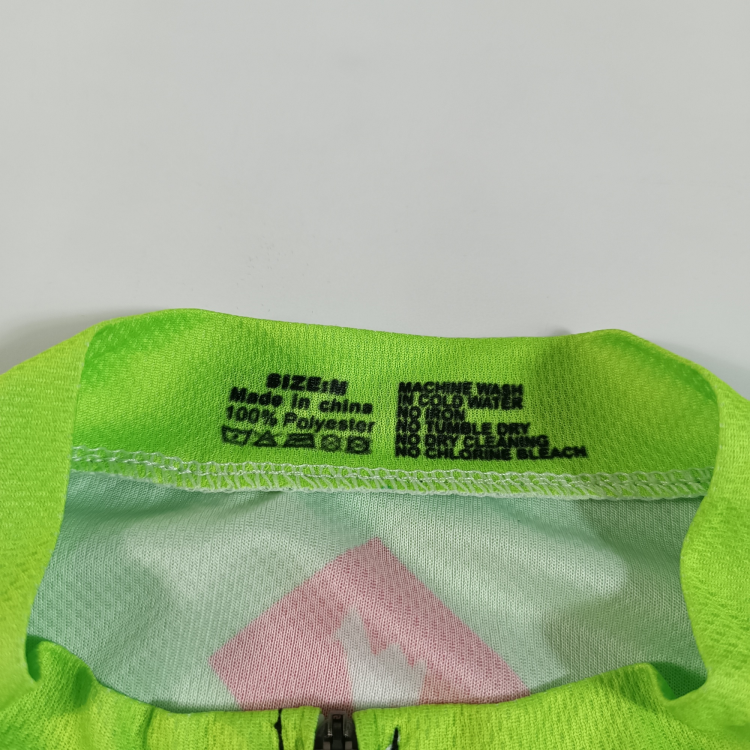 SIZE:M
Made in china
100% Polyester
MACHINE WASH
IN COLD WATER
NO IRON
NO TUMBLE DRY
NO DRY CLEANING
NO CHLORINE BLEACH